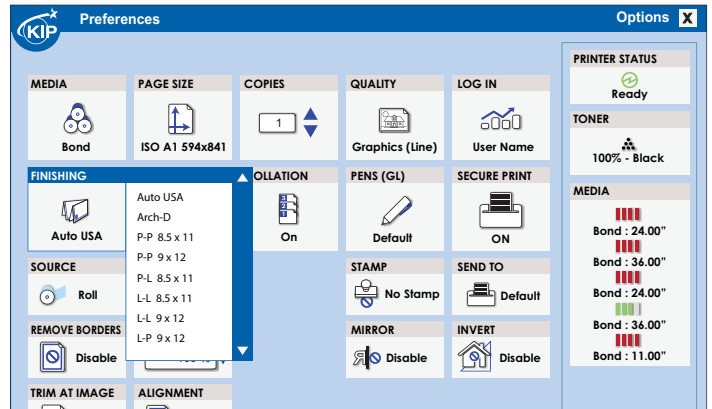 KIP
Preferences
Options X
PRINTER STATUS
Ready
TONER
100% - Black
MEDIA
Bond : 24.00"
Bond : 36.00"
Bond : 24.00"
Bond : 36.00"
Bond : 11.00"
MEDIA
Bond
PAGE SIZE
ISO A1 594x841
COPIES
1
QUALITY
Graphics (Line)
LOG IN
User Name
FINISHING
Auto USA
Auto USA
Arch-D
P-P 8.5 x 11
P-P 9 x 12
P-L 8.5 x 11
L-L 8.5 x 11
L-L 9 x 12
L-P 9 x 12
OLLATION
3
2
1
On
PENS (GL)
Default
SECURE PRINT
ON
SOURCE
Roll
STAMP
No Stamp
SEND TO
Default
REMOVE BORDERS
Disable
MIRROR
Disable
INVERT
Disable
TRIM AT IMAGE
ALIGNMENT